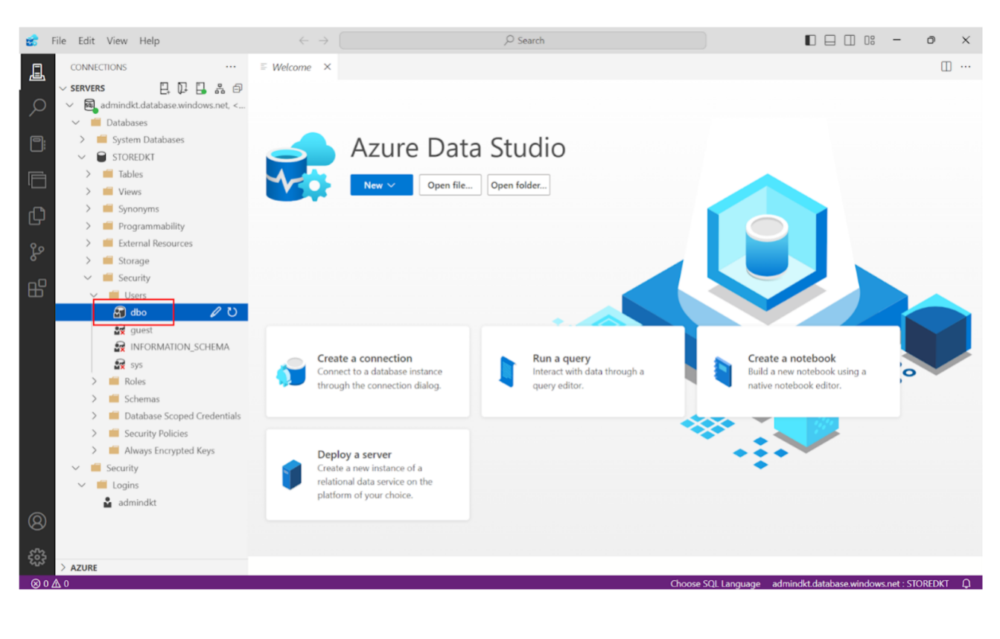 File Edit View Help
Search
CONNECTIONS
Welcome
SERVERS
admindkt.database.windows.net, <...
Databases
System Databases
STOREDKT
Tables
Views
Synonyms
Programmability
External Resources
Storage
Security
Users
dbo
guest
INFORMATION_SCHEMA
sys
Roles
Schemas
Database Scoped Credentials
Security Policies
Always Encrypted Keys
Security
Logins
admindkt
AZURE
Azure Data Studio
New Open file... Open folder...
Create a connection
Connect to a database instance
through the connection dialog.
Run a query
Interact with data through a
query editor.
Create a notebook
Build a new notebook using a
native notebook editor.
Deploy a server
Create a new instance of a
relational data service on the
platform of your choice.
0 0
Choose SQL Language admindkt.database.windows.net : STOREDKT